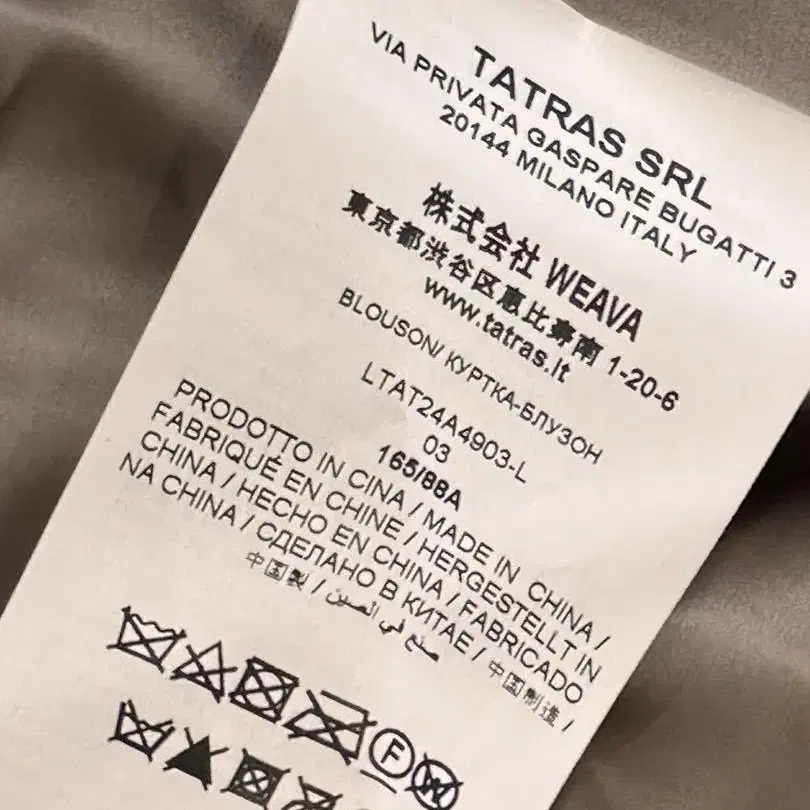 TATRAS SRL
VIA PRIVATA GASPARE BUGATTI 3
20144 MILANO ITALY
株式会社 WEAVA
東京都渋谷区恵比寿南 1-20-6
www.tatras.it
BLOUSON/ КУРТКА-БЛУЗОН
LTAT24A4903-L
03
165/88A
PRODOTTO IN CINA / MADE IN CHINA /
FABRIQUÉ EN CHINE / HERGESTELLT IN
CHINA / HECHO EN CHINA / FABRICADO
NA CHINA / СДЕЛАНО В КИТАЕ / 中国制造 /
中国製 / صنع في الصين
F
W